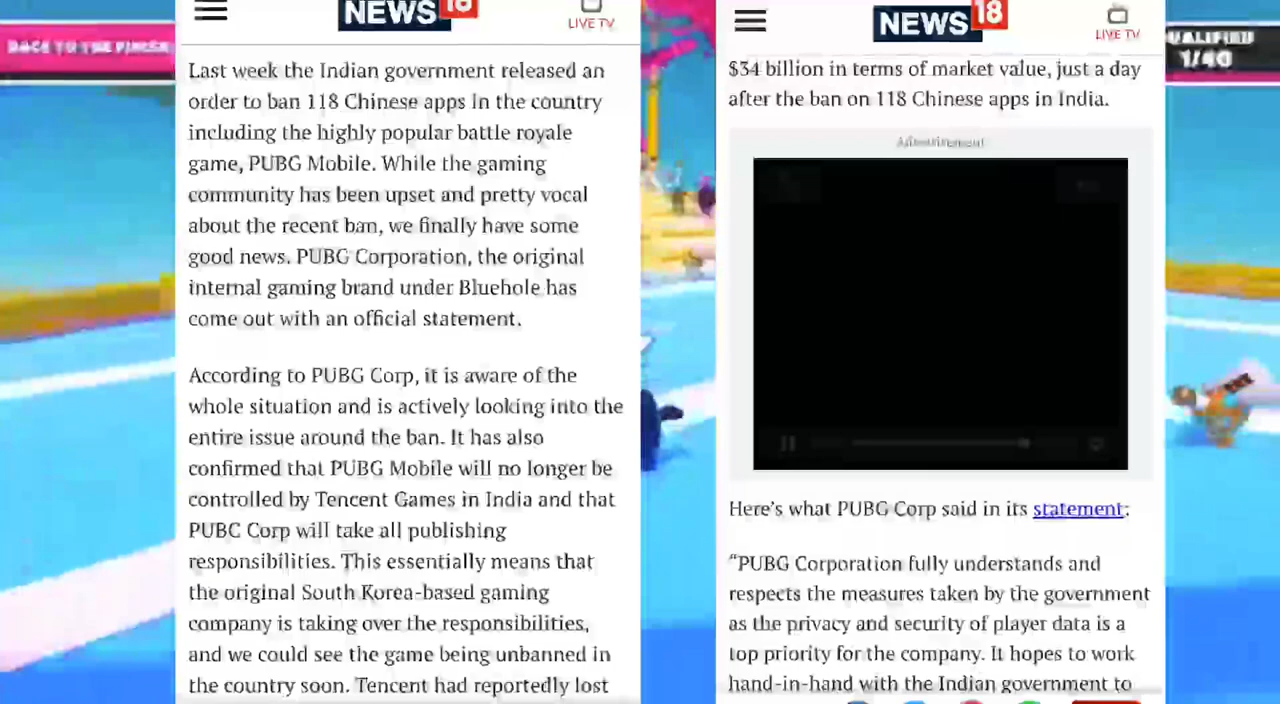 RACE TO THE FINISH
NEWS 18
LIVE TV
Last week the Indian government released an
order to ban 118 Chinese apps in the country
including the highly popular battle royale
game, PUBG Mobile. While the gaming
community has been upset and pretty vocal
about the recent ban, we finally have some
good news. PUBG Corporation, the original
internal gaming brand under Bluehole has
come out with an official statement.
According to PUBG Corp, it is aware of the
whole situation and is actively looking into the
entire issue around the ban. It has also
confirmed that PUBG Mobile will no longer be
controlled by Tencent Games in India and that
PUBG Corp will take all publishing
responsibilities. This essentially means that
the original South Korea-based gaming
company is taking over the responsibilities,
and we could see the game being unbanned in
the country soon. Tencent had reportedly lost
NEWS 18
LIVE TV
$34 billion in terms of market value, just a day
after the ban on 118 Chinese apps in India.
Advertisement
Here's what PUBG Corp said in its statement:
“PUBG Corporation fully understands and
respects the measures taken by the government
as the privacy and security of player data is a
top priority for the company. It hopes to work
hand-in-hand with the Indian government to
UALIFIED
1/40